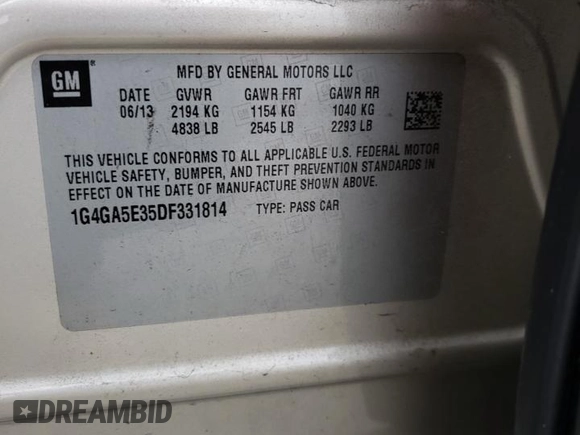 GM ®
MFD BY GENERAL MOTORS LLC
DATE GVWR GAWR FRT GAWR RR
06/13 2194 KG 1154 KG 1040 KG
4838 LB 2545 LB 2293 LB
THIS VEHICLE CONFORMS TO ALL APPLICABLE U.S. FEDERAL MOTOR
VEHICLE SAFETY, BUMPER, AND THEFT PREVENTION STANDARDS IN
EFFECT ON THE DATE OF MANUFACTURE SHOWN ABOVE.
1G4GA5E35DF331814 TYPE: PASS CAR
DREAMBID